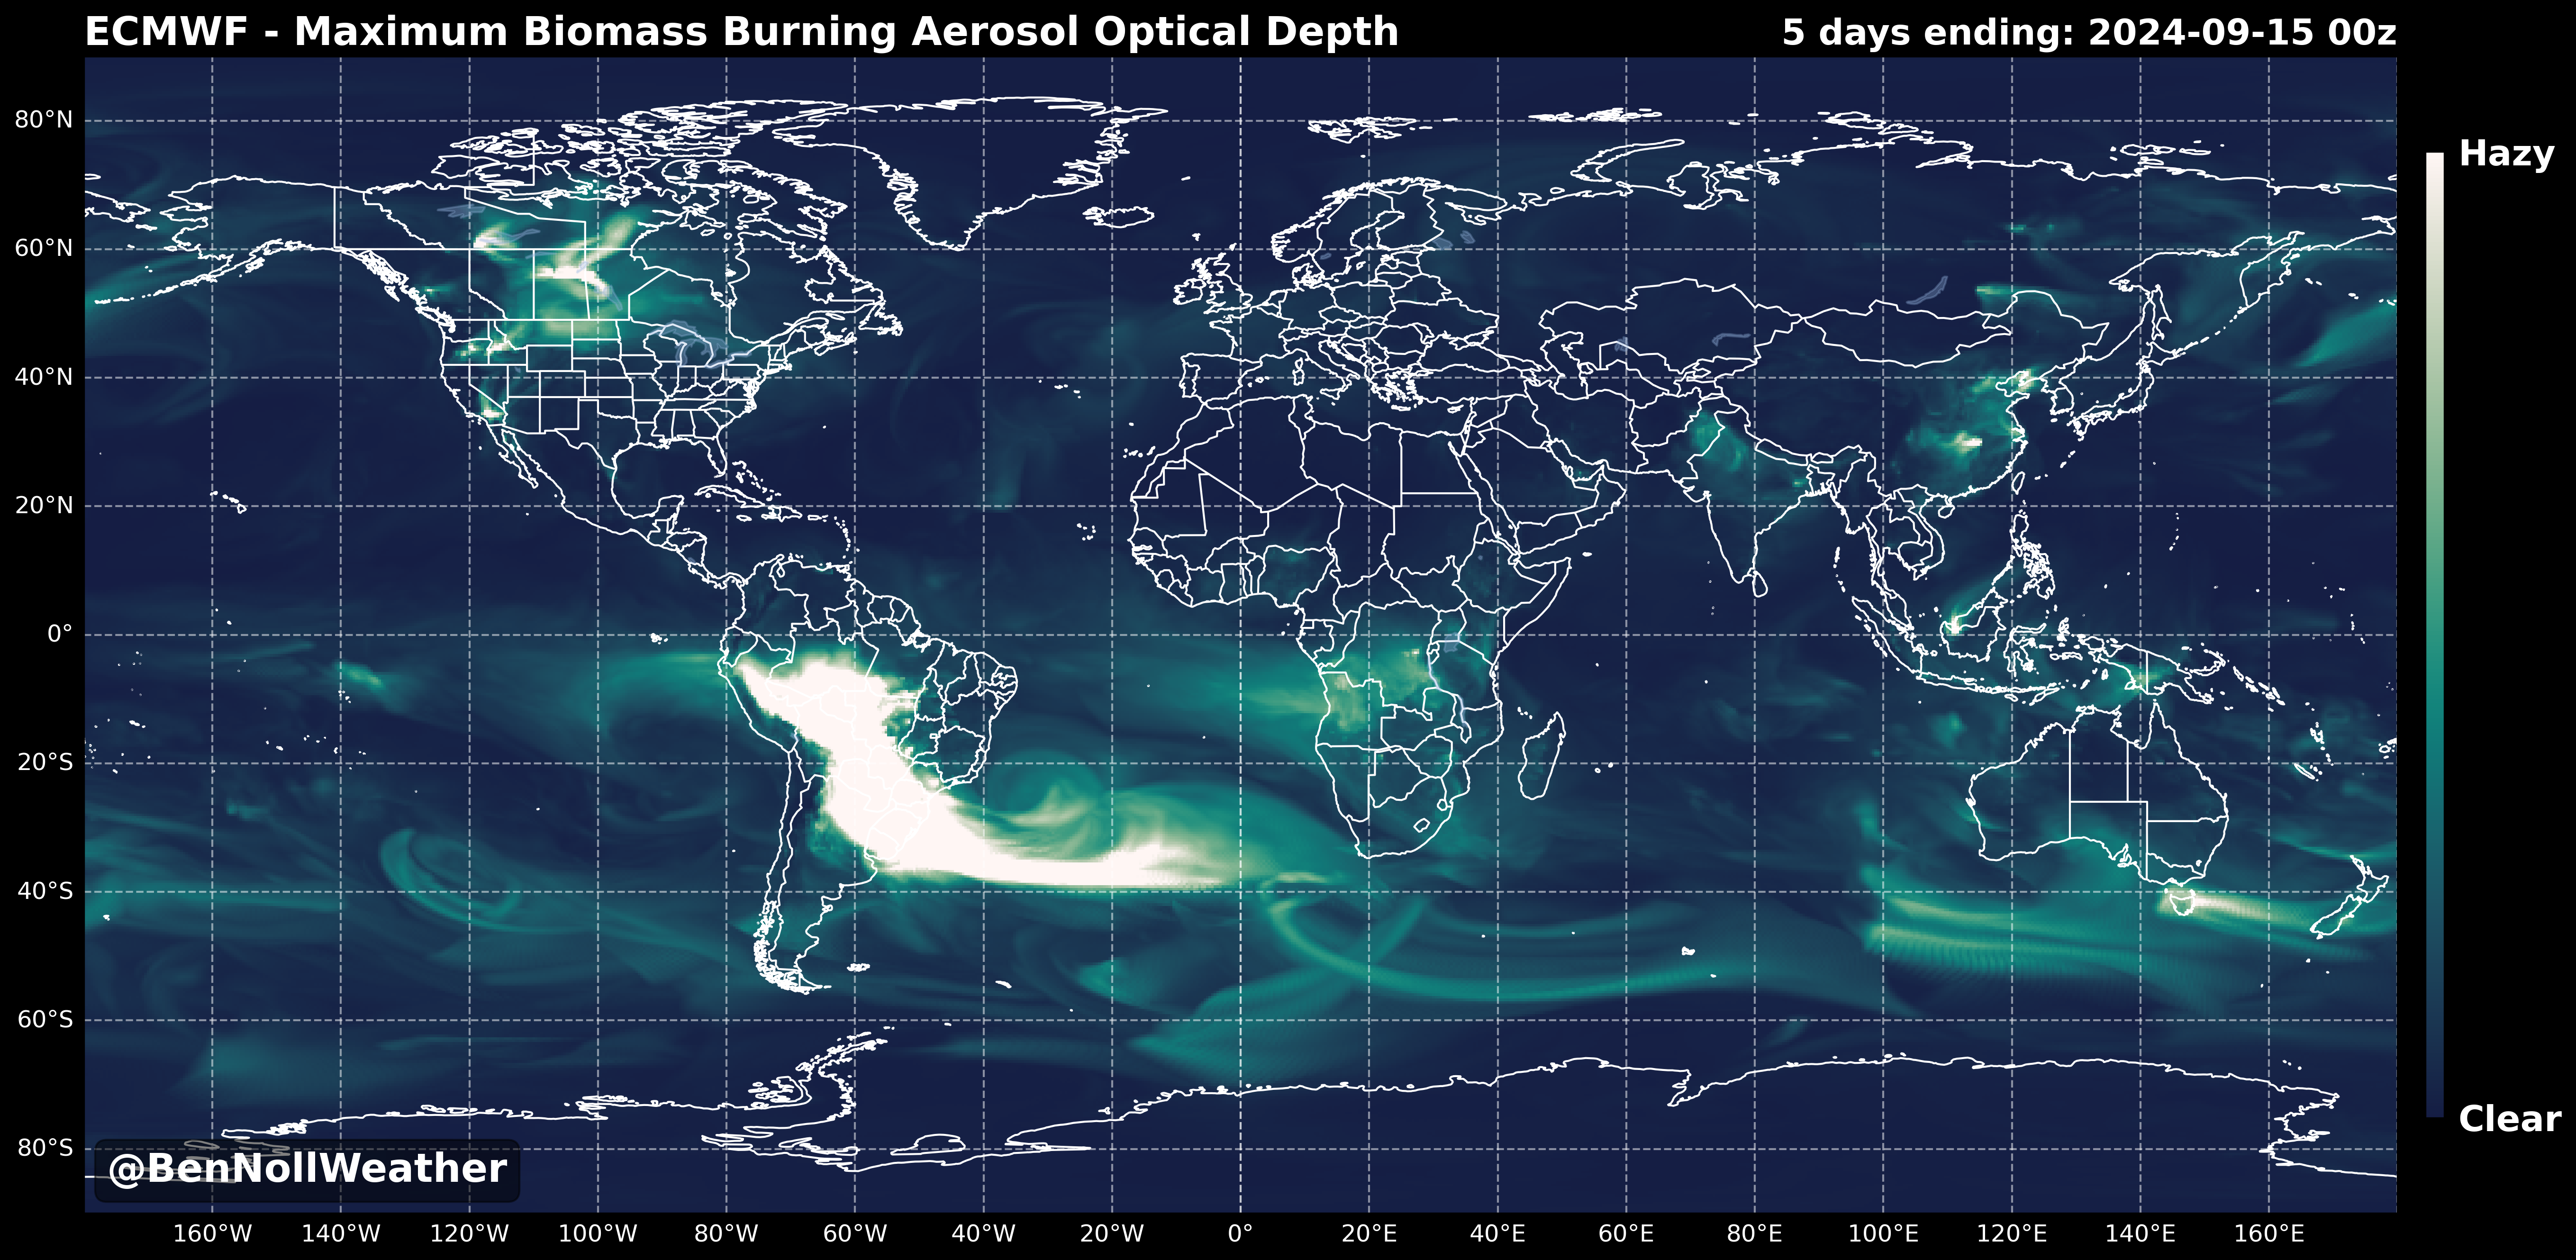 ECMWF - Maximum Biomass Burning Aerosol Optical Depth
5 days ending: 2024-09-15 00z
80°N
60°N
40°N
20°N
0°
20°S
40°S
60°S
80°S
Hazy
Clear
@BenNollWeather
160°W 140°W 120°W 100°W 80°W 60°W 40°W 20°W 0° 20°E 40°E 60°E 80°E 100°E 120°E 140°E 160°E